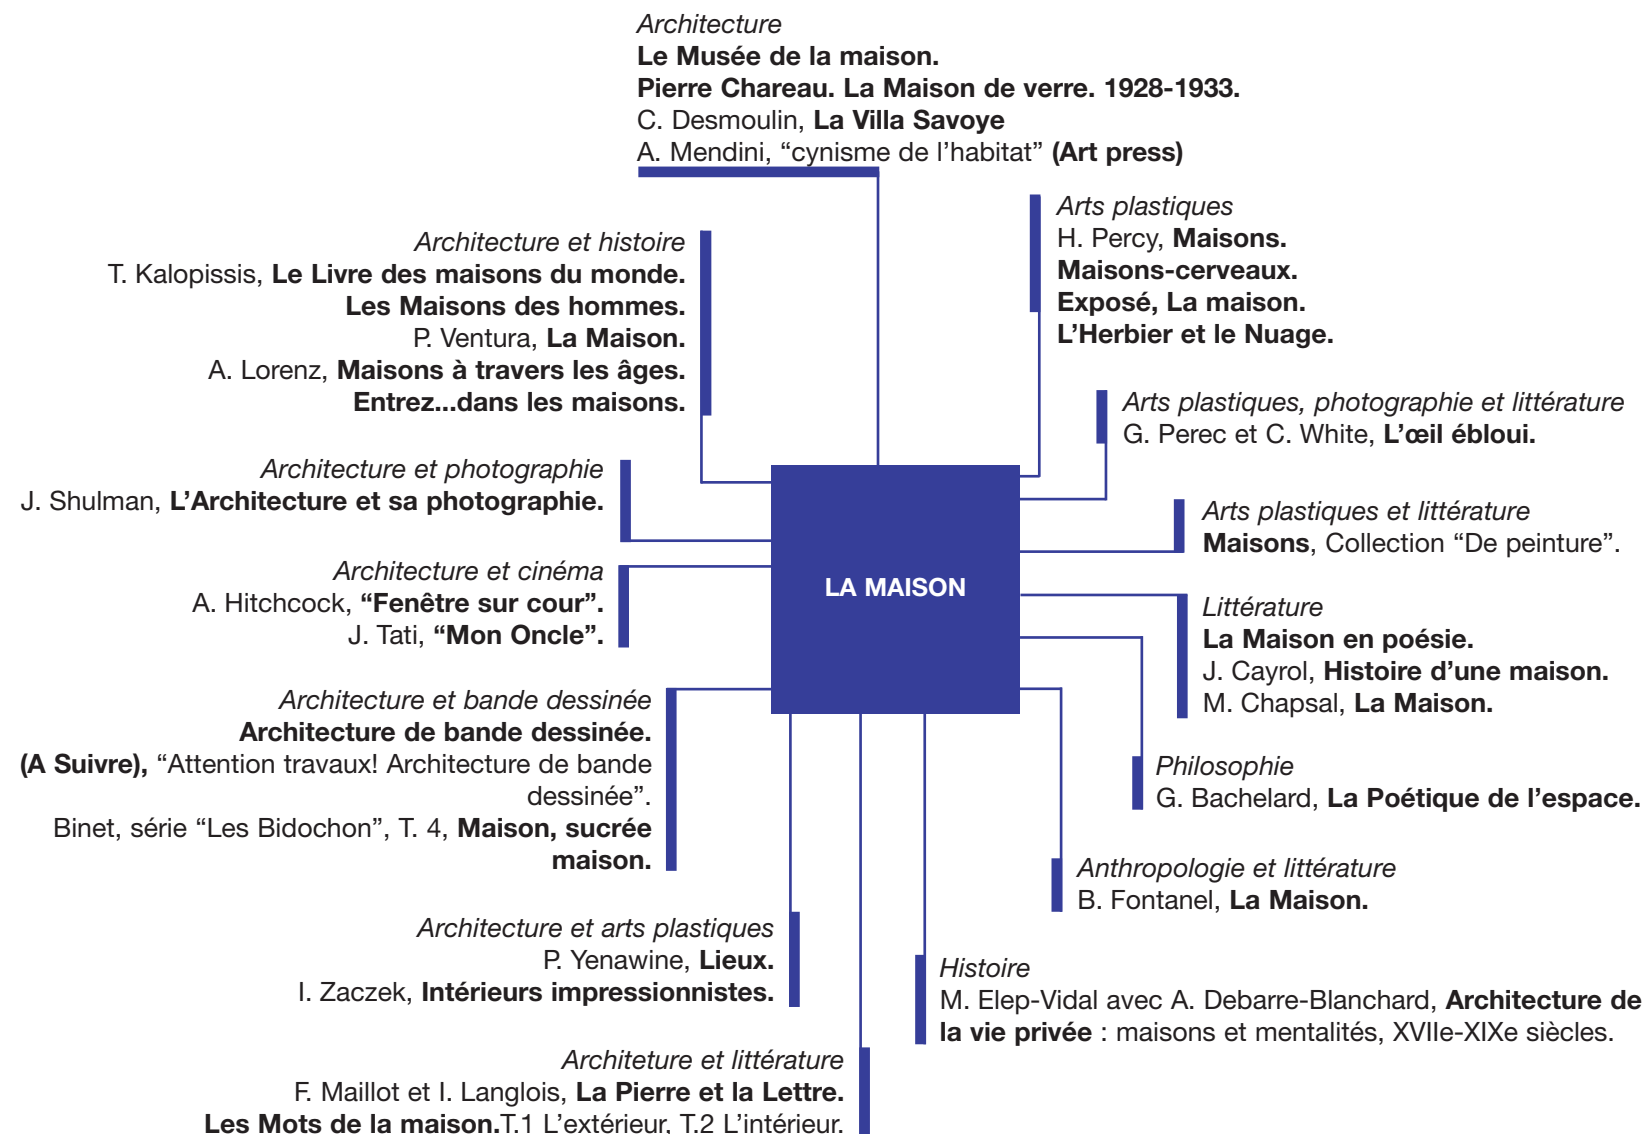 Architecture
Le Musée de la maison.
Pierre Chareau. La Maison de verre. 1928-1933.
C. Desmoulin, La Villa Savoye
A. Mendini, “cynisme de l’habitat” (Art press)
Architecture et histoire
T. Kalopissis, Le Livre des maisons du monde.
Les Maisons des hommes.
P. Ventura, La Maison.
A. Lorenz, Maisons à travers les âges.
Entrez...dans les maisons.
Architecture et photographie
J. Shulman, L’Architecture et sa photographie.
Architecture et cinéma
A. Hitchcock, “Fenêtre sur cour”.
J. Tati, “Mon Oncle”.
Architecture et bande dessinée
Architecture de bande dessinée.
(A Suivre), “Attention travaux! Architecture de bande
dessinée”.
Binet, série “Les Bidochon”, T. 4, Maison, sucrée
maison.
Architecture et arts plastiques
P. Yenawine, Lieux.
I. Zaczek, Intérieurs impressionnistes.
Architeture et littérature
F. Maillot et I. Langlois, La Pierre et la Lettre.
Les Mots de la maison.T.1 L’extérieur, T.2 L’intérieur.
LA MAISON
Arts plastiques
H. Percy, Maisons.
Maisons-cerveaux.
Exposé, La maison.
L’Herbier et le Nuage.
Arts plastiques, photographie et littérature
G. Perec et C. White, L’œil ébloui.
Arts plastiques et littérature
Maisons, Collection “De peinture”.
Littérature
La Maison en poésie.
J. Cayrol, Histoire d’une maison.
M. Chapsal, La Maison.
Philosophie
G. Bachelard, La Poétique de l’espace.
Anthropologie et littérature
B. Fontanel, La Maison.
Histoire
M. Elep-Vidal avec A. Debarre-Blanchard, Architecture de
la vie privée : maisons et mentalités, XVIIe-XIXe siècles.